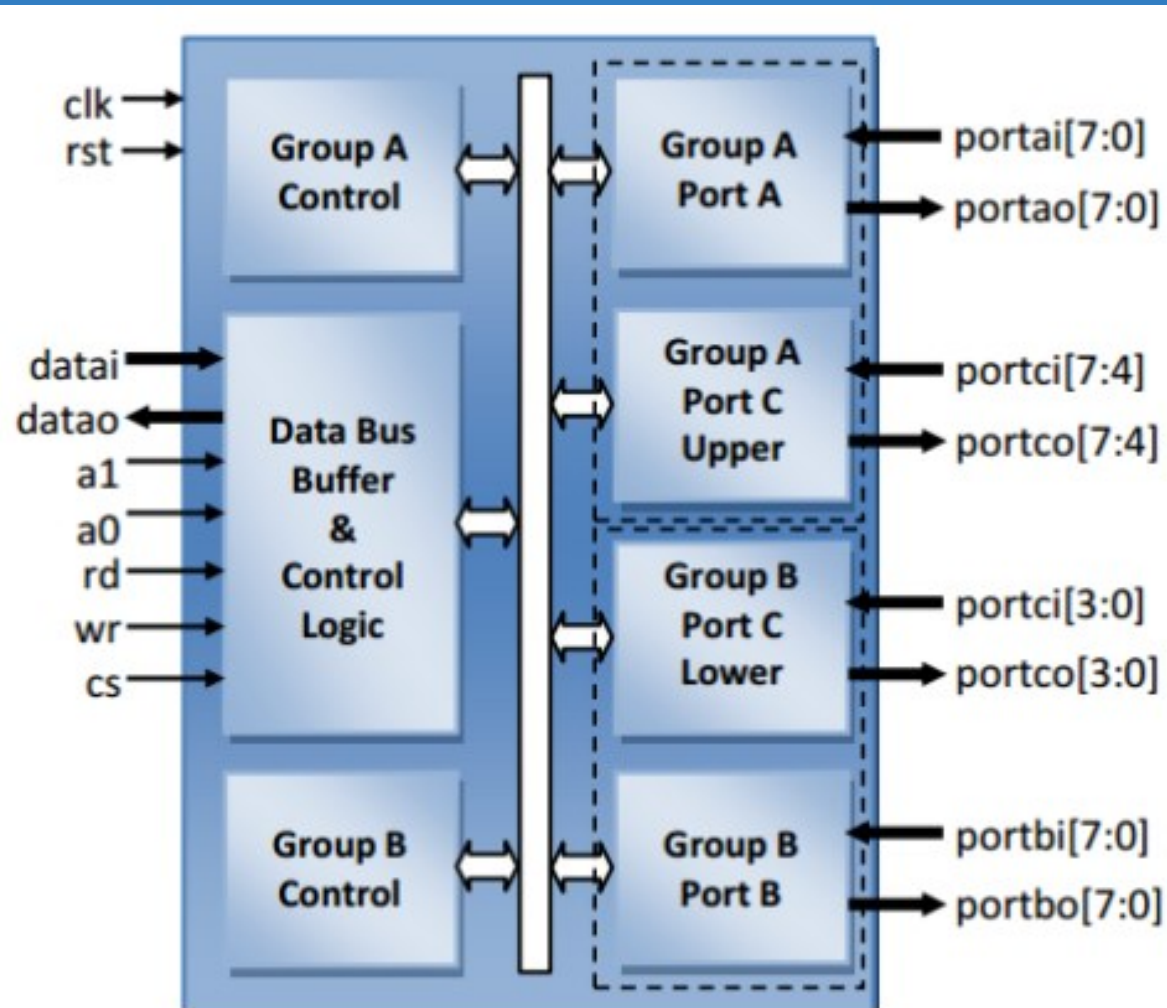 clk
rst
Group A
Control
Group A
Port A
portai[7:0]
portao[7:0]
datai
datao
a1
a0
rd
wr
cs
Data Bus
Buffer
&
Control
Logic
Group A
Port C
Upper
portci[7:4]
portco[7:4]
Group B
Port C
Lower
portci[3:0]
portco[3:0]
Group B
Control
Group B
Port B
portbi[7:0]
portbo[7:0]